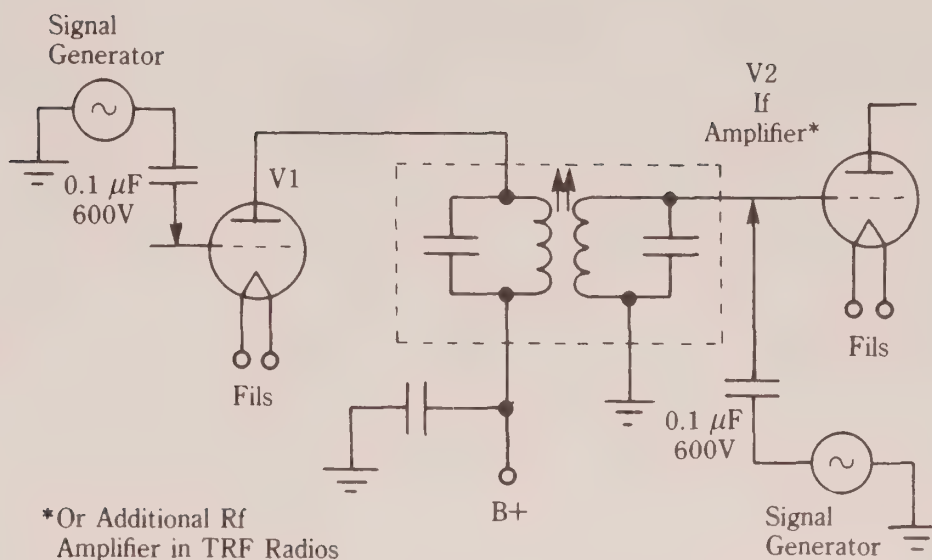 Signal
Generator
0.1 μF
600V
V1
Fils
V2
If
Amplifier*
Fils
0.1 μF
600V
B+
Signal
Generator
*Or Additional Rf
Amplifier in TRF Radios